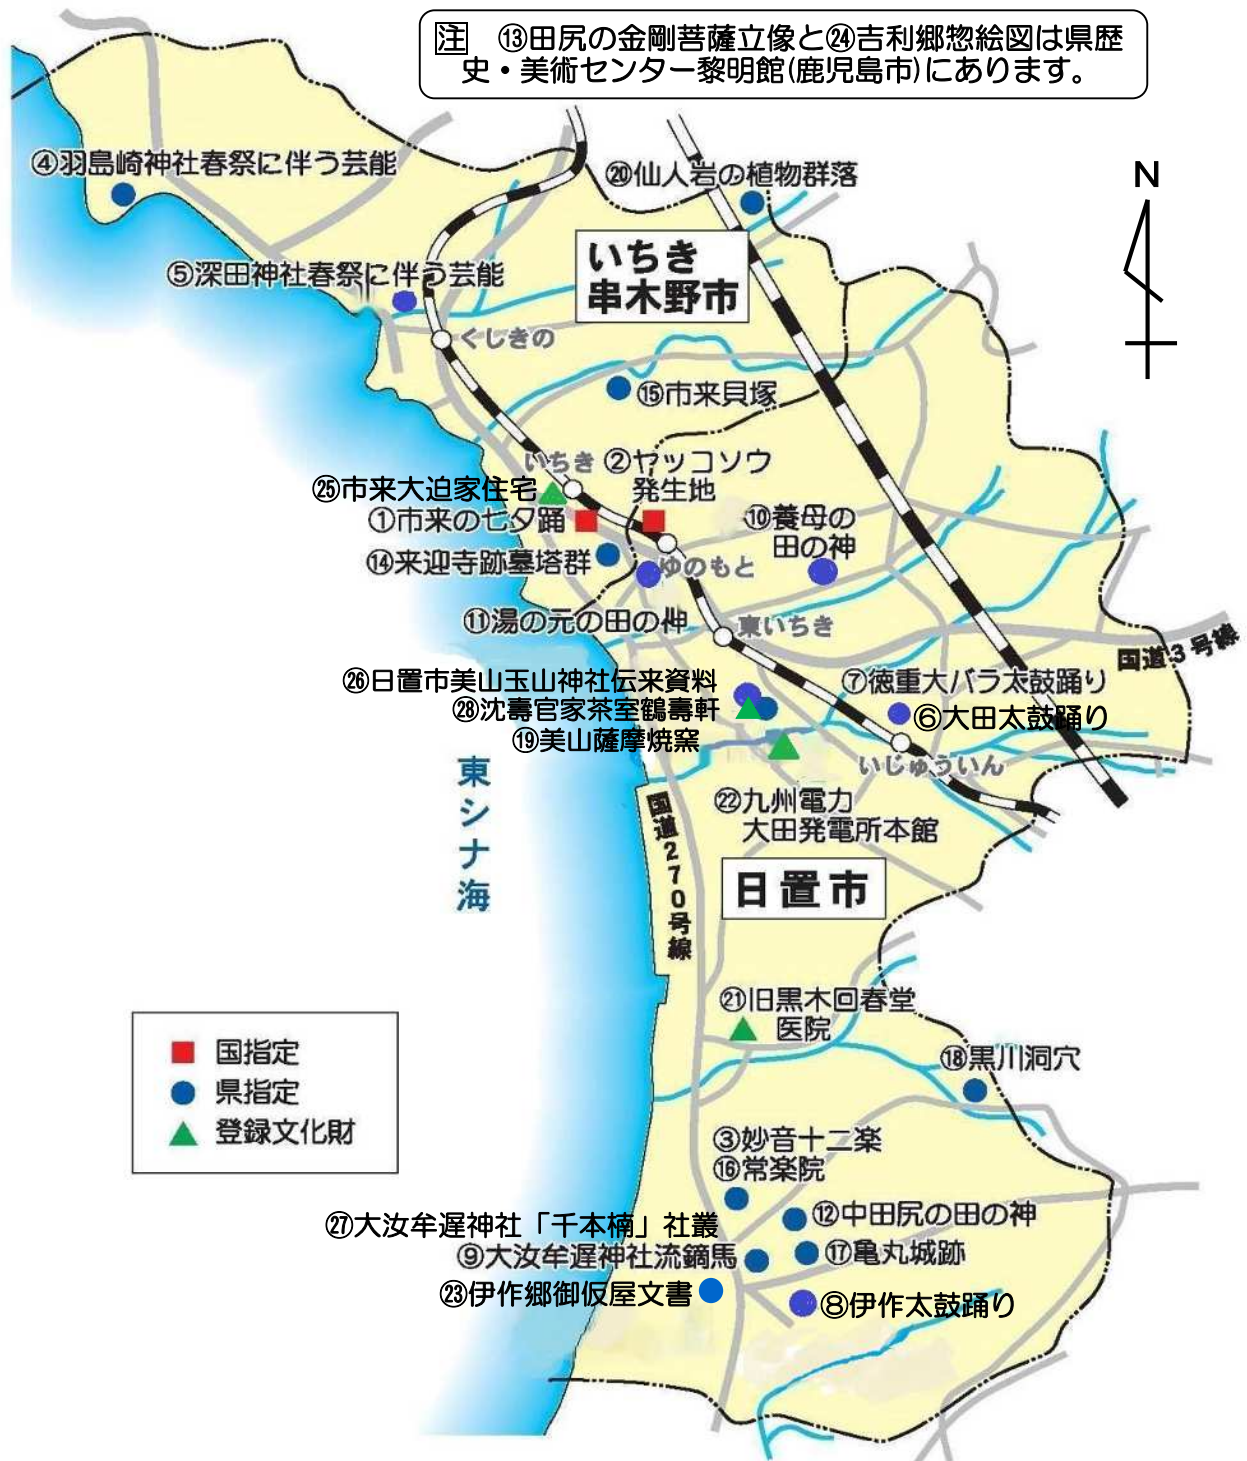 注 ⑬田尻の金剛菩薩立像と㉔吉利郷惣絵図は県歴
史・美術センター黎明館(鹿児島市)にあります。
④羽島崎神社春祭に伴う芸能
⑳仙人岩の植物群落
N
⑤深田神社春祭に伴う芸能
いちき
串木野市
くしきの
⑮市来貝塚
いちき
②ヤッコソウ
発生地
㉕市来大迫家住宅
①市来の七夕踊
⑩養母の
田の神
⑭来迎寺跡墓塔群
ゆのもと
⑪湯の元の田の神
東いちき
国道3号線
㉖日置市美山玉山神社伝来資料
⑦徳重大バラ太鼓踊り
㉘沈壽官家茶室鶴壽軒
⑥大田太鼓踊り
⑲美山薩摩焼窯
いじゅういん
東シナ海
国道270号線
㉒九州電力
大田発電所本館
日置市
㉑旧黒木回春堂
医院
国指定
県指定
登録文化財
⑱黒川洞穴
③妙音十二楽
⑯常楽院
㉗大汝牟遅神社「千本楠」社叢
⑫中田尻の田の神
⑨大汝牟遅神社流鏑馬
⑰亀丸城跡
㉓伊作郷御仮屋文書
⑧伊作太鼓踊り